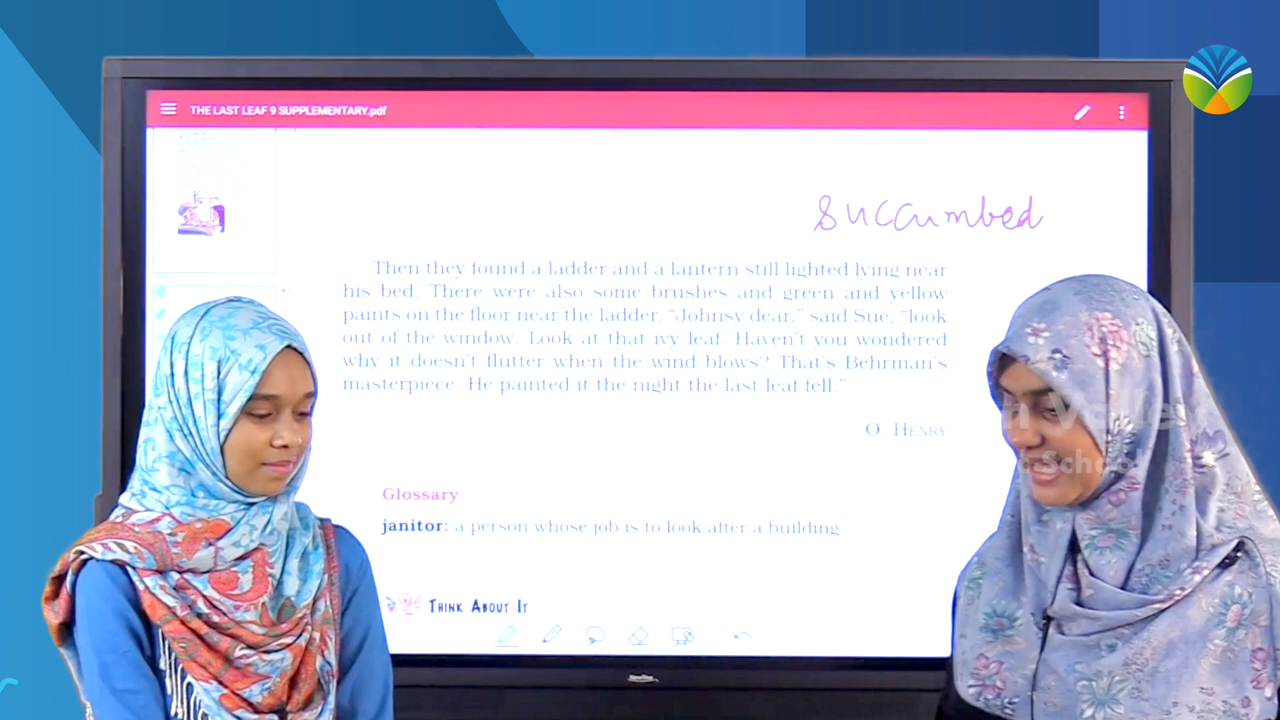 THE LAST LEAF 9 SUPPLEMENTARY.pdf
Succumbed
Then they found a ladder and a lantern still lighted lying near
his bed. There were also some brushes and green and yellow
paints on the floor near the ladder. “Johnsy dear,” said Sue, “look
out of the window. Look at that ivy leaf. Haven't you wondered
why it doesn't flutter when the wind blows? That's Behrman's
masterpiece. He painted it the night the last leaf fell.”
O. HENRY
Glossary
janitor: a person whose job is to look after a building
THINK ABOUT IT
School